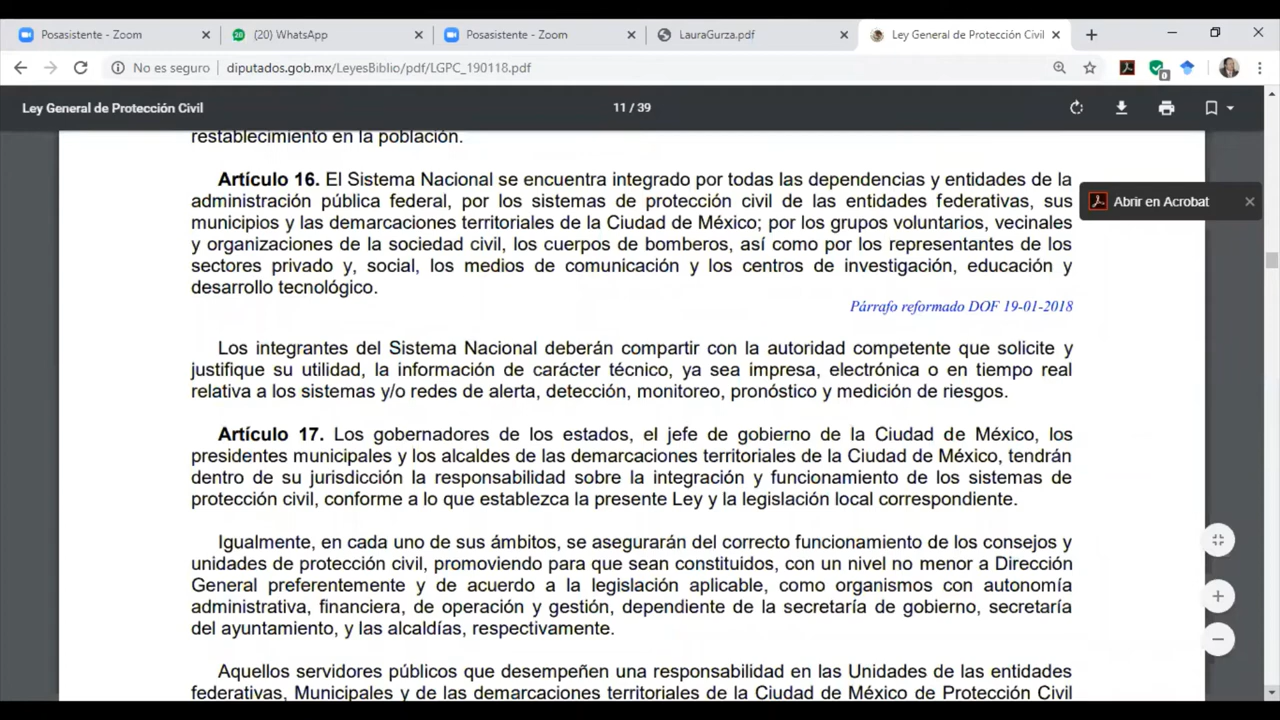 Posasistente - Zoom
(20) WhatsApp
Posasistente - Zoom
LauraGurza.pdf
Ley General de Protección Civil
No es seguro
deputados.gob.mx/LeyesBiblio/pdf/LGPC_190118.pdf
0
Ley General de Protección Civil
11 / 39
restablecimiento en la población.
Artículo 16. El Sistema Nacional se encuentra integrado por todas las dependencias y entidades de la
administración pública federal, por los sistemas de protección civil de las entidades federativas, sus
municipios y las demarcaciones territoriales de la Ciudad de México; por los grupos voluntarios, vecinales
y organizaciones de la sociedad civil, los cuerpos de bomberos, así como por los representantes de los
sectores privado y, social, los medios de comunicación y los centros de investigación, educación y
desarrollo tecnológico.
Abrir en Acrobat
Párrafo reformado DOF 19-01-2018
Los integrantes del Sistema Nacional deberán compartir con la autoridad competente que solicite y
justifique su utilidad, la información de carácter técnico, ya sea impresa, electrónica o en tiempo real
relativa a los sistemas y/o redes de alerta, detección, monitoreo, pronóstico y medición de riesgos.
Artículo 17. Los gobernadores de los estados, el jefe de gobierno de la Ciudad de México, los
presidentes municipales y los alcaldes de las demarcaciones territoriales de la Ciudad de México, tendrán
dentro de su jurisdicción la responsabilidad sobre la integración y funcionamiento de los sistemas de
protección civil, conforme a lo que establezca la presente Ley y la legislación local correspondiente.
Igualmente, en cada uno de sus ámbitos, se asegurarán del correcto funcionamiento de los consejos y
unidades de protección civil, promoviendo para que sean constituidos, con un nivel no menor a Dirección
General preferentemente y de acuerdo a la legislación aplicable, como organismos con autonomía
administrativa, financiera, de operación y gestión, dependiente de la secretaría de gobierno, secretaría
del ayuntamiento, y las alcaldías, respectivamente.
Aquellos servidores públicos que desempeñen una responsabilidad en las Unidades de las entidades
federativas, Municipales y de las demarcaciones territoriales de la Ciudad de México de Protección Civil